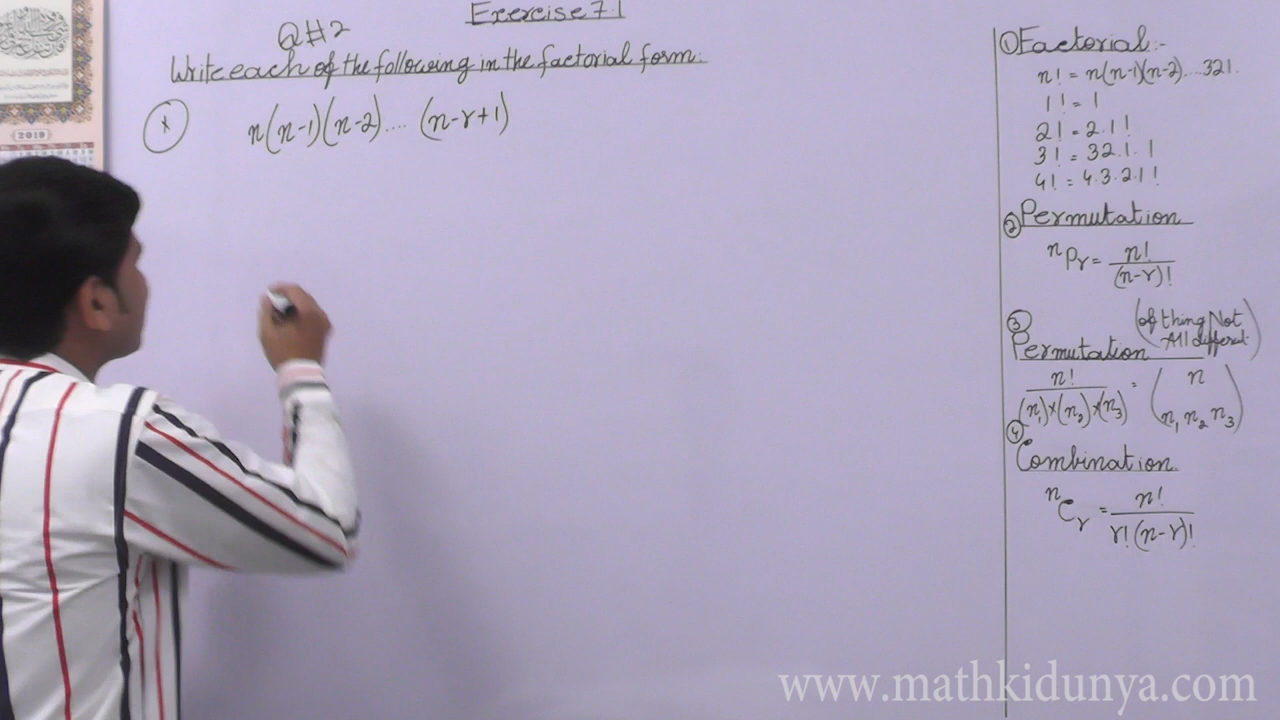 Exercise 7.1
Q#2
Write each of the following in the factorial form:
x
n(n-1)(n-2).... (n-r+1)
2019
① Factorial:-
n! = n(n-1)(n-2)....321.
1! = 1
2! = 2.1!
3! = 32.1.1
4! = 4.3.2.1!
② Permutation
ⁿPr = n!/(n-r)!
③ Permutation (of thing Not All different)
n!/(n₁)×(n₂)×(n₃) = (n / n₁ n₂ n₃)
④ Combination
ⁿCr = n!/r!(n-r)!
www.mathkidunya.com